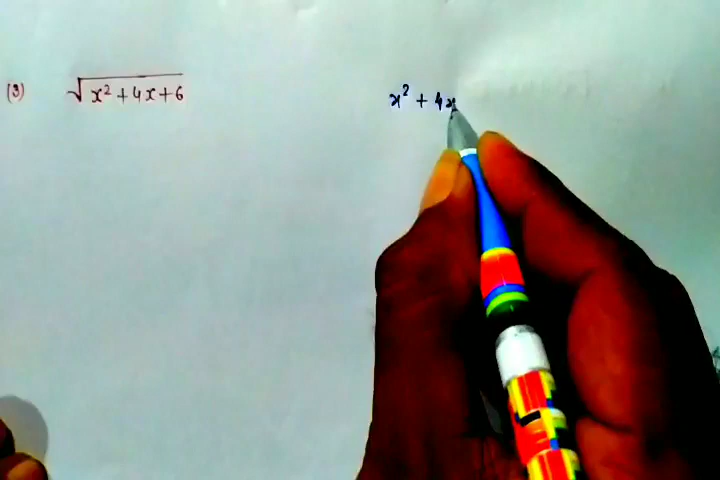 (3) √x² + 4x + 6
x² + 4x